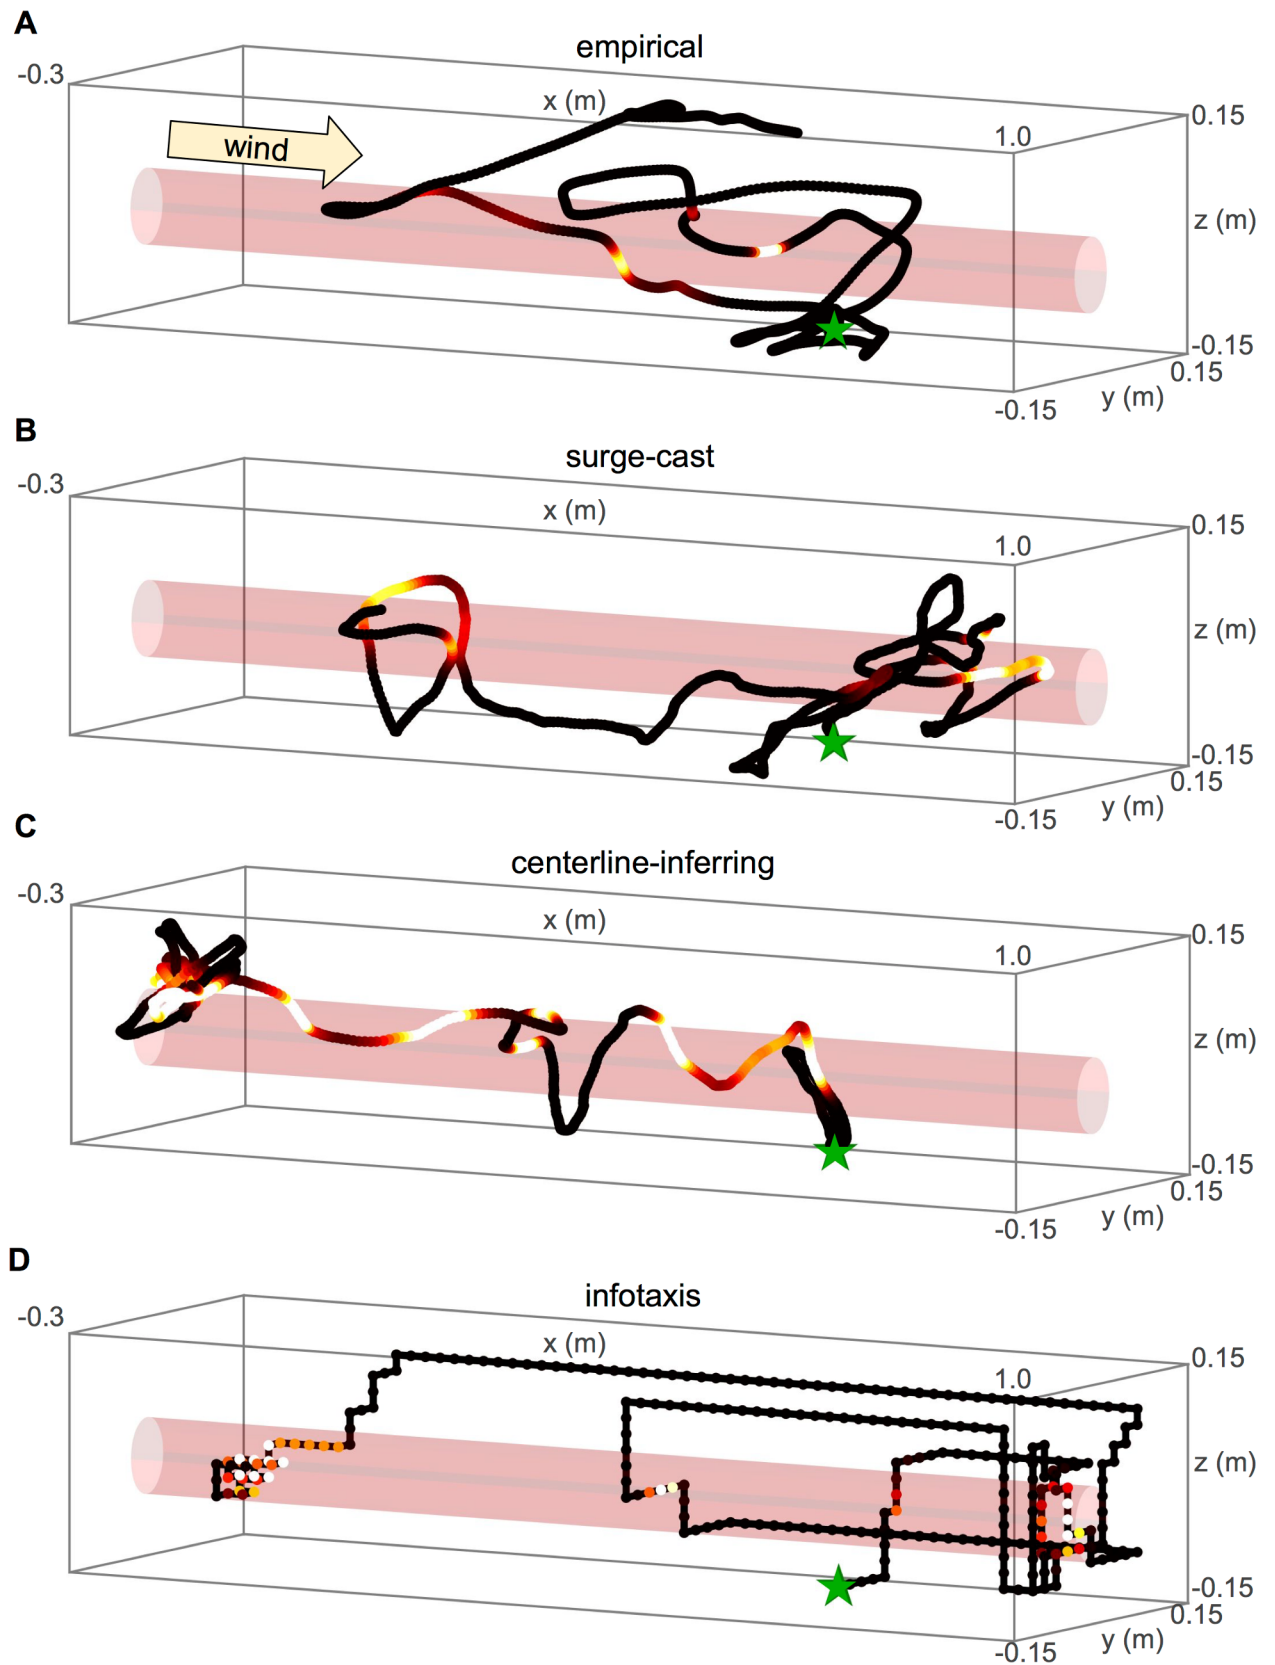 A
empirical
-0.3
x (m)
0.15
1.0
wind
z (m)
-0.15
0.15
y (m)
-0.15
B
surge-cast
-0.3
x (m)
0.15
1.0
z (m)
-0.15
0.15
y (m)
-0.15
C
centerline-inferring
-0.3
x (m)
0.15
1.0
z (m)
-0.15
0.15
y (m)
-0.15
D
infotaxis
-0.3
x (m)
0.15
1.0
z (m)
-0.15
0.15
y (m)
-0.15